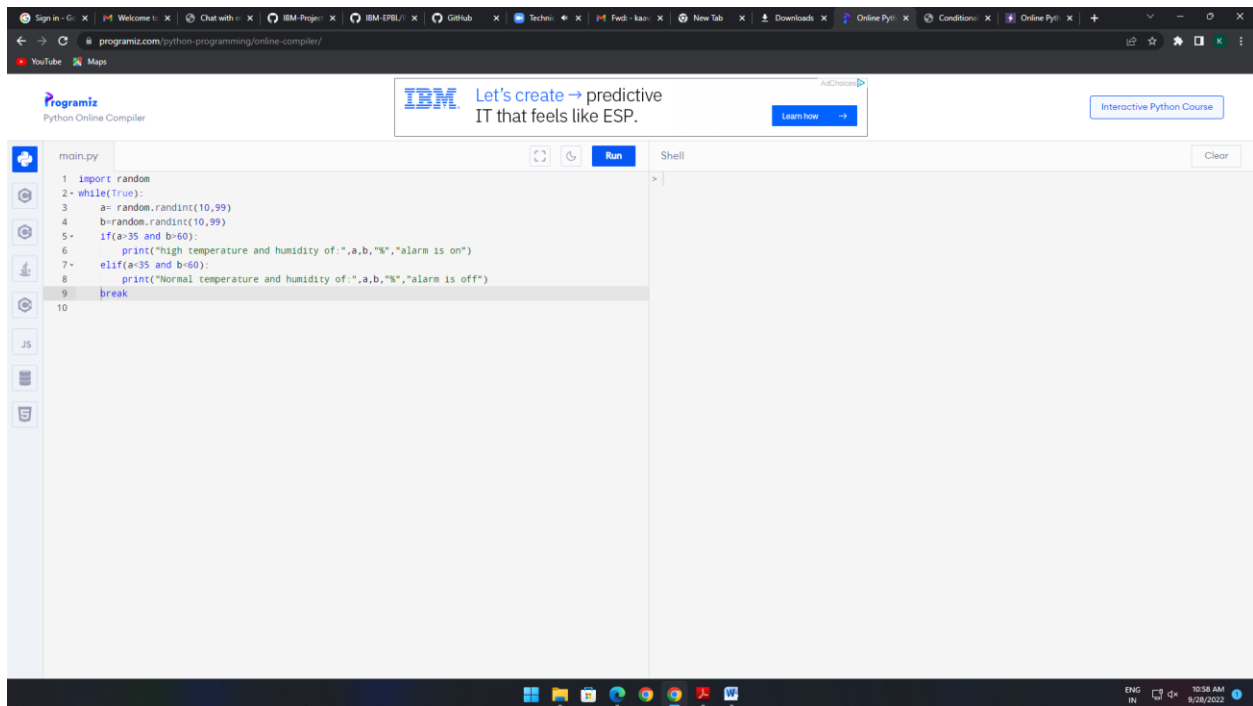 Sign in - Go
Welcome to
Chat with m
IBM-Projec
IBM-EPBL/I
GitHub
Technic
Fwd: - kaav
New Tab
Downloads
Online Pyth
Conditiona
Online Pyth
programiz.com/python-programming/online-compiler/
K
YouTube Maps
Programiz
Python Online Compiler
IBM. Let's create → predictive
IT that feels like ESP.
AdChoices
Learn how →
Interactive Python Course
main.py
Run
Shell
Clear
1 import random
2 while(True):
3 a= random.randint(10,99)
4 b=random.randint(10,99)
5 if(a>35 and b>60):
6 print("high temperature and humidity of:",a,b,"%","alarm is on")
7 elif(a<35 and b<60):
8 print("Normal temperature and humidity of:",a,b,"%","alarm is off")
9 break
10
>
JS
ENG
IN
10:58 AM
9/28/2022
1